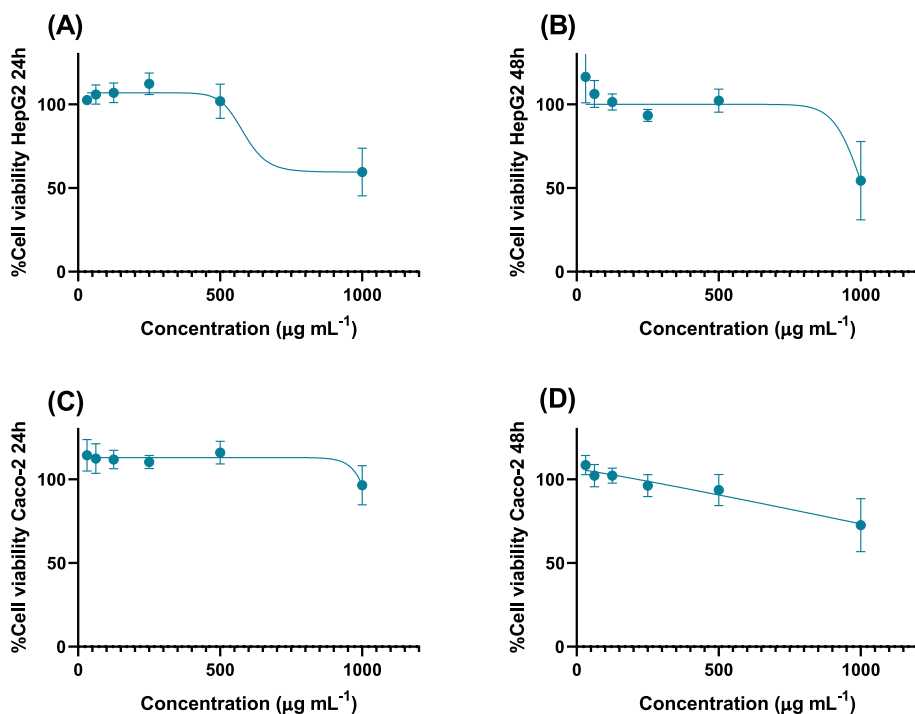 (A)
%Cell viability HepG2 24h
100
50
0
0 500 1000
Concentration (µg mL⁻¹)
(B)
%Cell viability HepG2 48h
100
50
0
0 500 1000
Concentration (µg mL⁻¹)
(C)
%Cell viability Caco-2 24h
100
50
0
0 500 1000
Concentration (µg mL⁻¹)
(D)
%Cell viability Caco-2 48h
100
50
0
0 500 1000
Concentration (µg mL⁻¹)